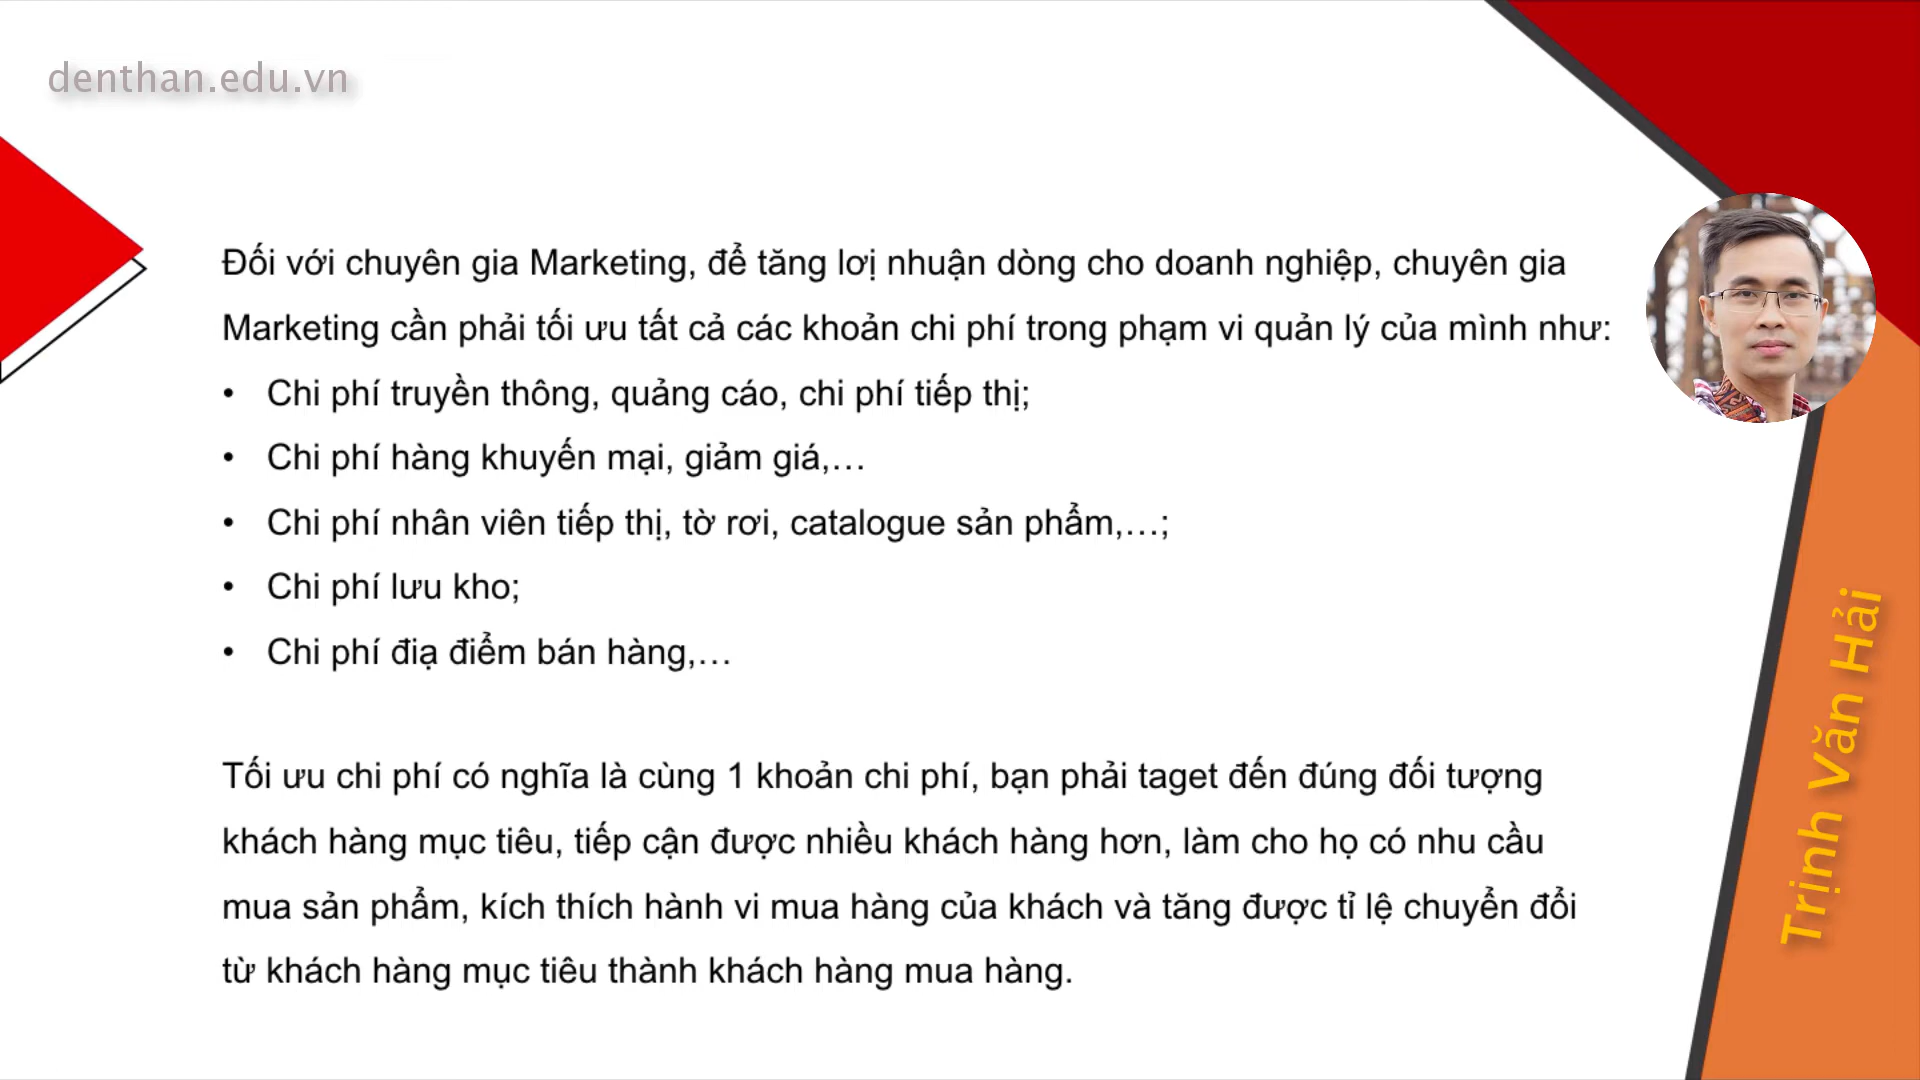 denthan.edu.vn
Đối với chuyên gia Marketing, để tăng lơị nhuận dòng cho doanh nghiệp, chuyên gia
Marketing cần phải tối ưu tất cả các khoản chi phí trong phạm vi quản lý của mình như:
• Chi phí truyền thông, quảng cáo, chi phí tiếp thị;
• Chi phí hàng khuyến mại, giảm giá,…
• Chi phí nhân viên tiếp thị, tờ rơi, catalogue sản phẩm,…;
• Chi phí lưu kho;
• Chi phí điạ điểm bán hàng,…
Tối ưu chi phí có nghĩa là cùng 1 khoản chi phí, bạn phải taget đến đúng đối tượng
khách hàng mục tiêu, tiếp cận được nhiều khách hàng hơn, làm cho họ có nhu cầu
mua sản phẩm, kích thích hành vi mua hàng của khách và tăng được tỉ lệ chuyển đổi
từ khách hàng mục tiêu thành khách hàng mua hàng.
Trịnh Văn Hải